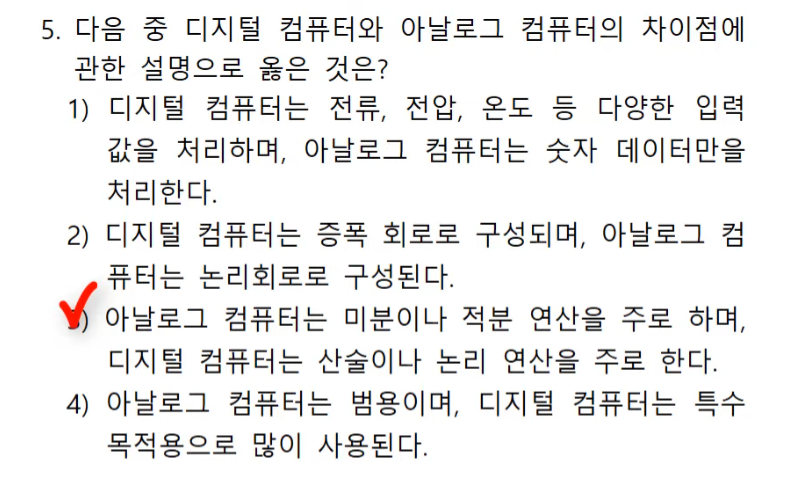 5. 다음 중 디지털 컴퓨터와 아날로그 컴퓨터의 차이점에
관한 설명으로 옳은 것은?
1) 디지털 컴퓨터는 전류, 전압, 온도 등 다양한 입력
값을 처리하며, 아날로그 컴퓨터는 숫자 데이터만을
처리한다.
2) 디지털 컴퓨터는 증폭 회로로 구성되며, 아날로그 컴
퓨터는 논리회로로 구성된다.
3) 아날로그 컴퓨터는 미분이나 적분 연산을 주로 하며,
디지털 컴퓨터는 산술이나 논리 연산을 주로 한다.
4) 아날로그 컴퓨터는 범용이며, 디지털 컴퓨터는 특수
목적용으로 많이 사용된다.